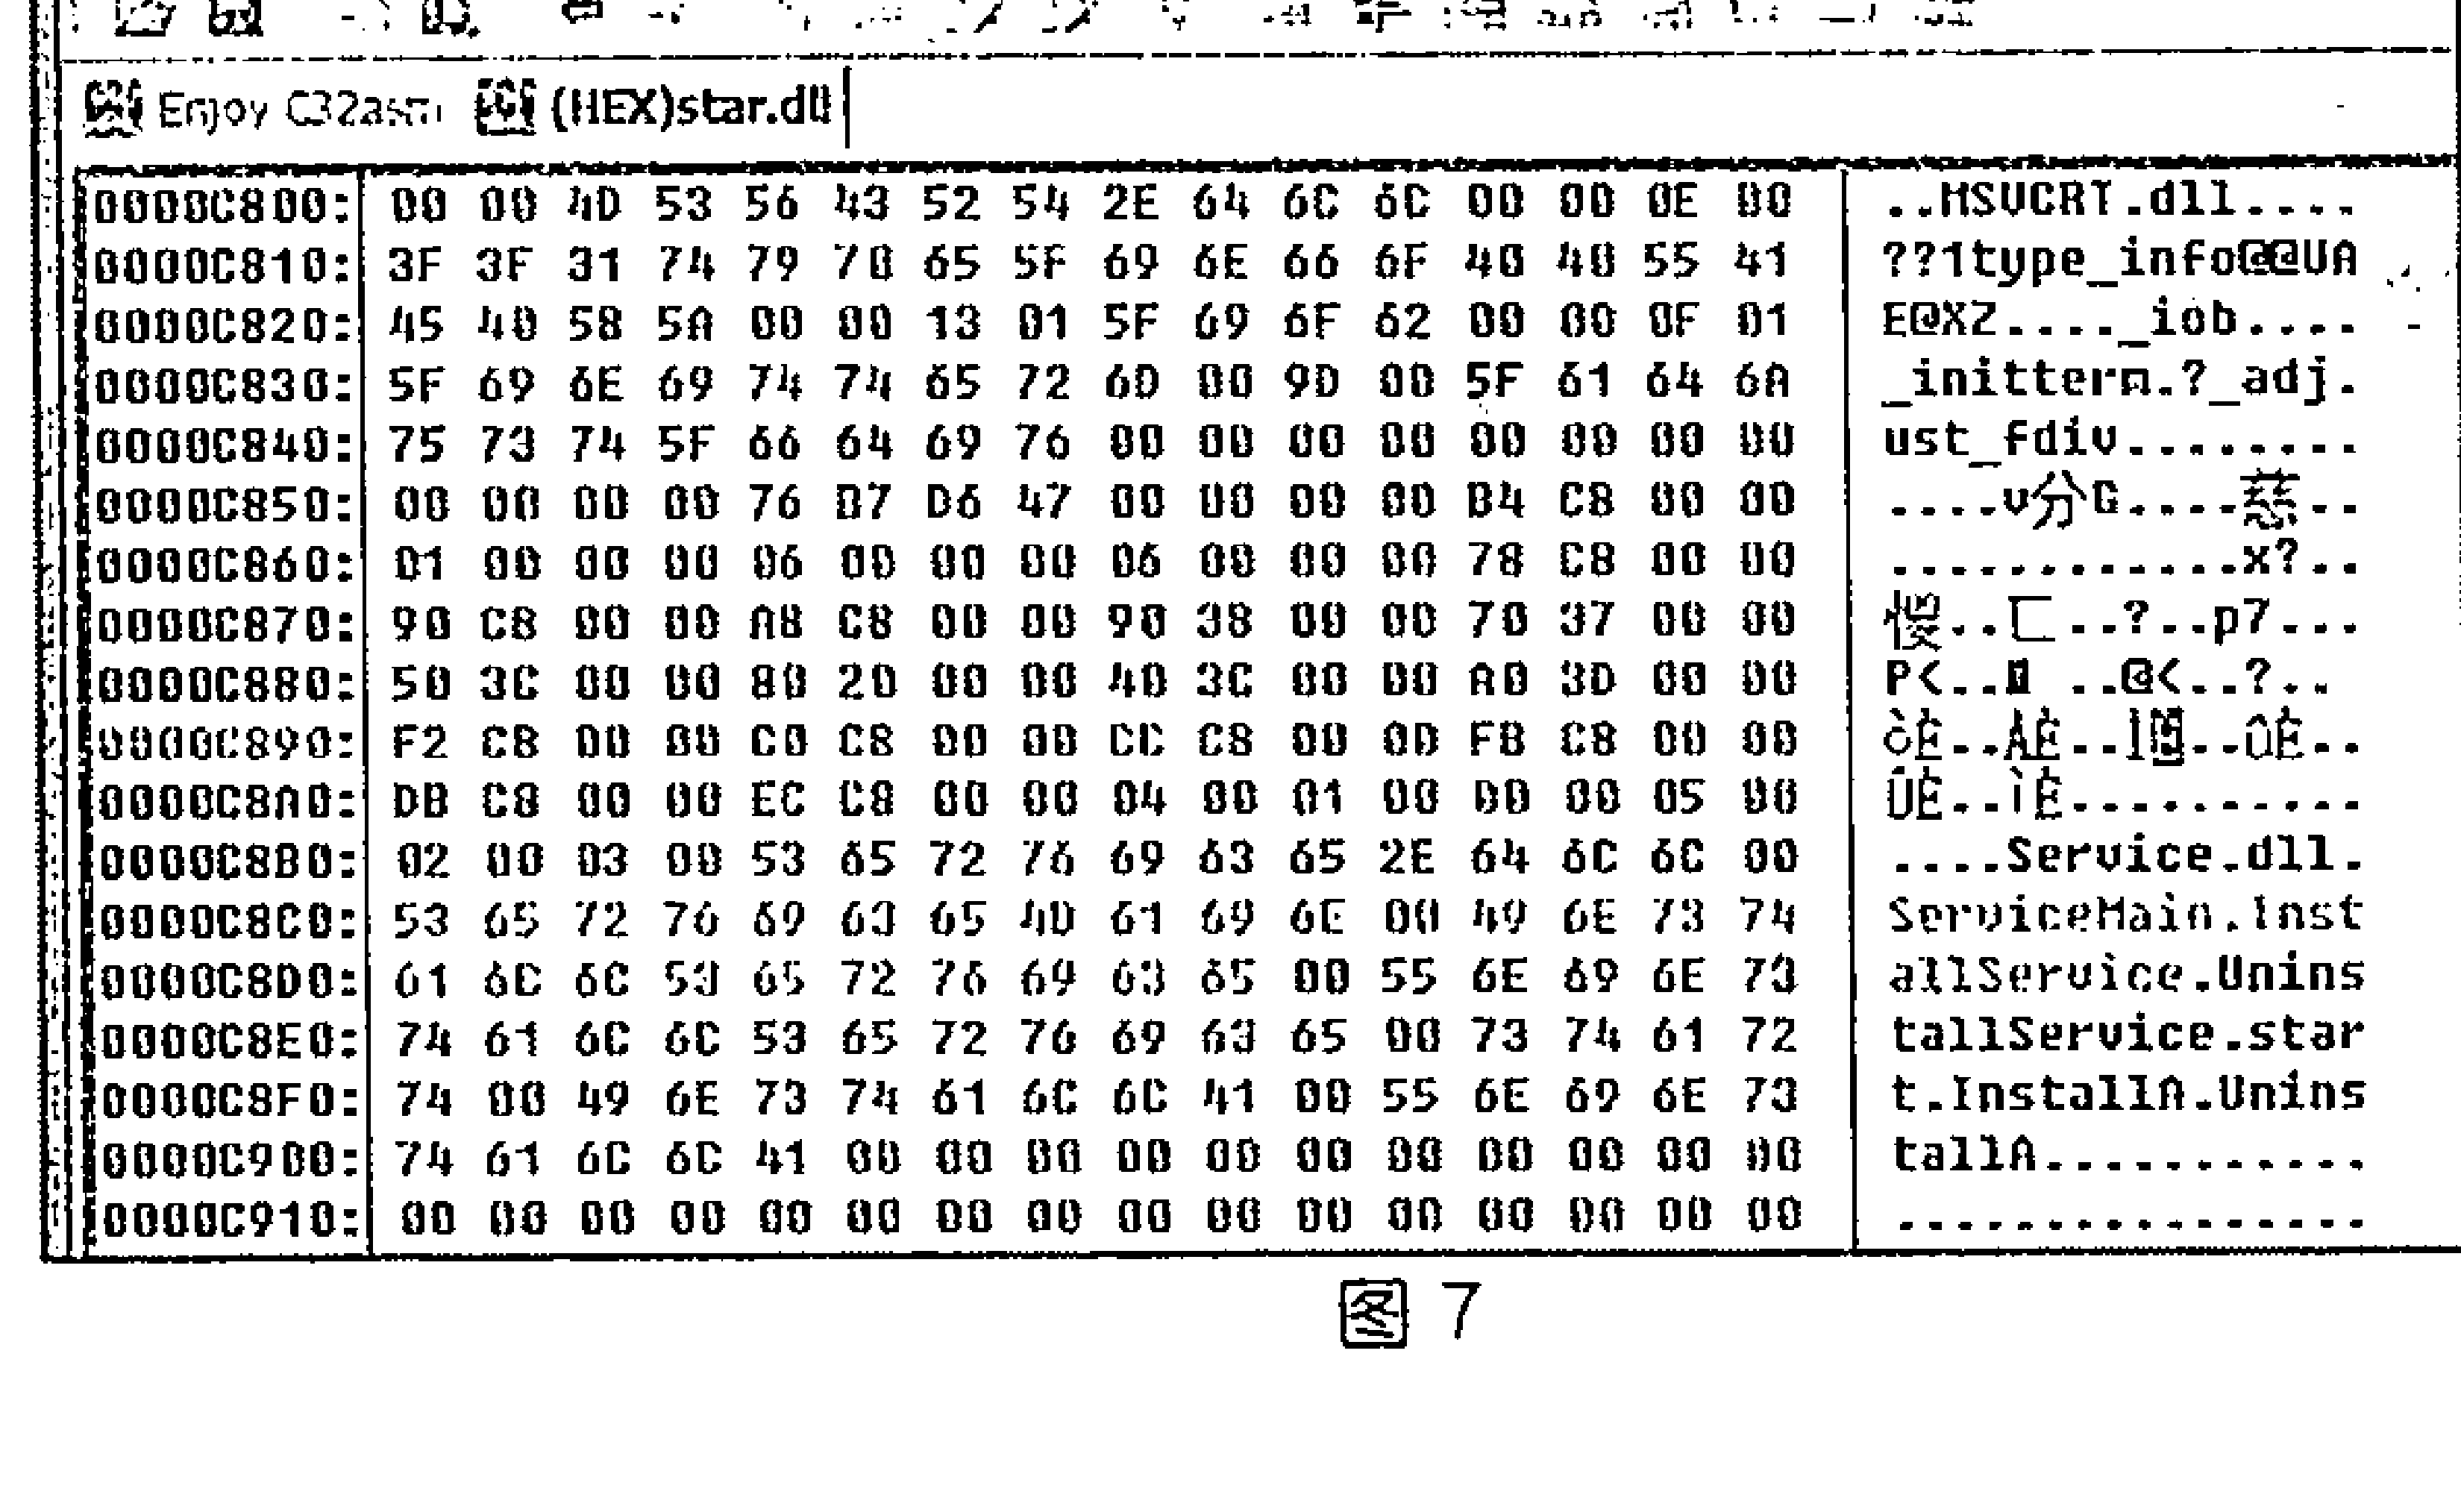 Enjoy C32asm (HEX)star.dll
0000C800: 00 00 4D 53 56 43 52 54 2E 64 6C 6C 00 00 0E 00 ..MSVCRT.dll....
0000C810: 3F 3F 31 74 79 70 65 5F 69 6E 66 6F 40 40 55 41 ??1type_info@@UA
0000C820: 45 40 58 5A 00 00 13 01 5F 69 6F 62 00 00 0F 01 E@XZ...._iob....
0000C830: 5F 69 6E 69 74 74 65 72 6D 00 9D 00 5F 61 64 6A _initterm.?_adj.
0000C840: 75 73 74 5F 66 64 69 76 00 00 00 00 00 00 00 00 ust_fdiv........
0000C850: 00 00 00 00 76 B7 D6 47 00 00 00 00 B4 C8 00 00 ....v分G....慈..
0000C860: 01 00 00 00 06 00 00 00 06 00 00 00 78 C8 00 00 ............x?..
0000C870: 90 C8 00 00 A8 C8 00 00 90 38 00 00 70 37 00 00 ..匚..?..p7...
0000C880: 50 3C 00 00 80 20 00 00 40 3C 00 00 A0 3D 00 00 P<.. ..@<..?..
0000C890: F2 C8 00 00 C0 C8 00 00 CC C8 00 00 FB C8 00 00 òÈ..ÀÈ....ûÈ..
0000C8A0: DB C8 00 00 EC C8 00 00 04 00 01 00 00 00 05 00 ÛÈ..ìÈ..........
0000C8B0: 02 00 03 00 53 65 72 76 69 63 65 2E 64 6C 6C 00 ....Service.dll.
0000C8C0: 53 65 72 76 69 63 65 4D 61 69 6E 00 49 6E 73 74 ServiceMain.Inst
0000C8D0: 61 6C 6C 53 65 72 76 69 63 65 00 55 6E 69 6E 73 allService.Unins
0000C8E0: 74 61 6C 6C 53 65 72 76 69 63 65 00 73 74 61 72 tallService.star
0000C8F0: 74 00 49 6E 73 74 61 6C 6C 41 00 55 6E 69 6E 73 t.InstallA.Unins
0000C900: 74 61 6C 6C 41 00 00 00 00 00 00 00 00 00 00 00 tallA...........
0000C910: 00 00 00 00 00 00 00 00 00 00 00 00 00 00 00 00 ................
图 7